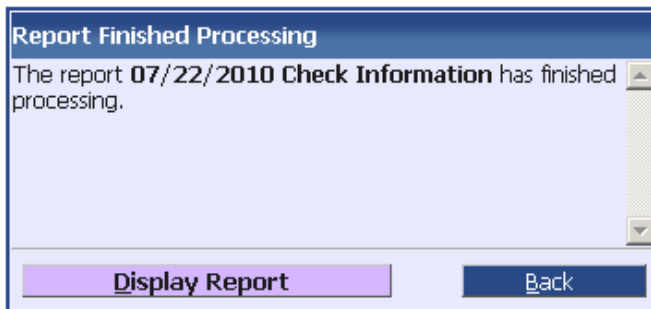 Report Finished Processing
The report 07/22/2010 Check Information has finished
processing.
Display Report
Back